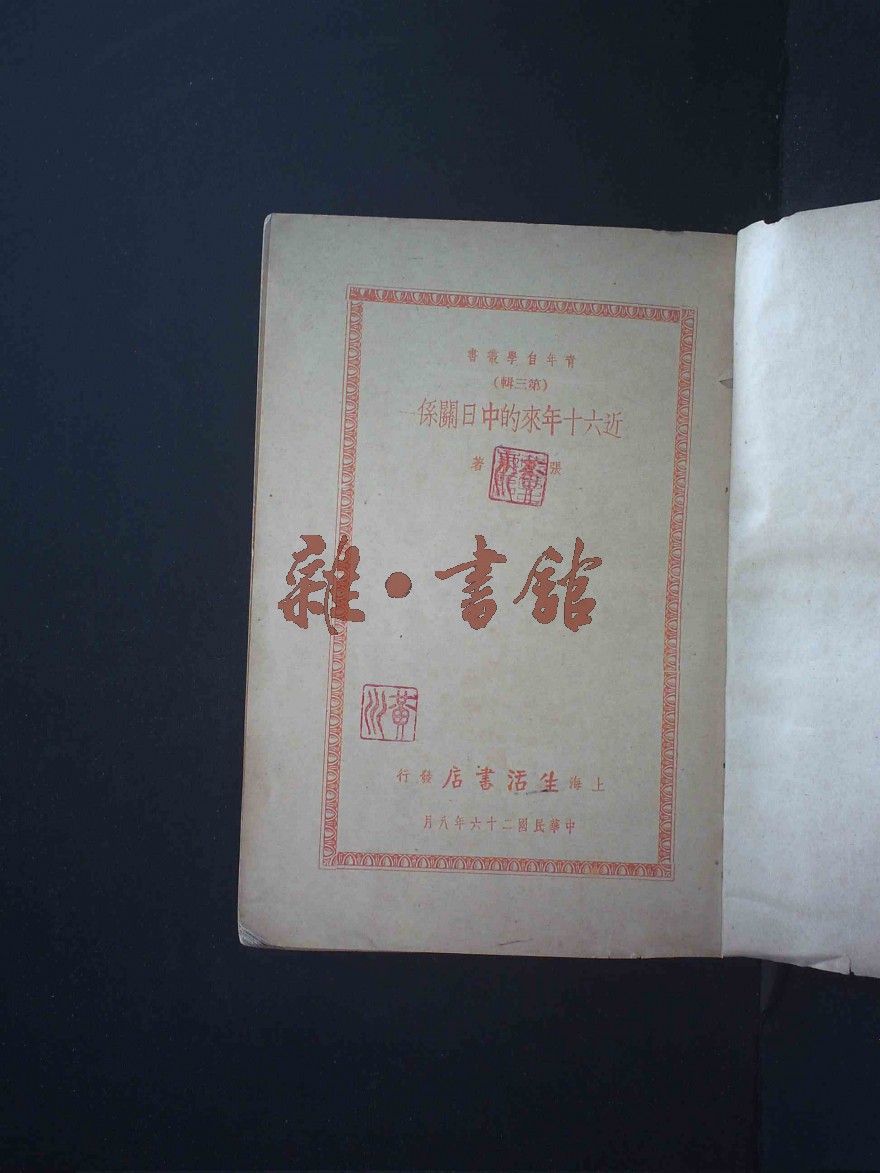 青年自學叢書
(第三輯)
近六十年來的中日關係
張 著
雜·書館
黃
上海生活書店發行
中華民國二十六年八月